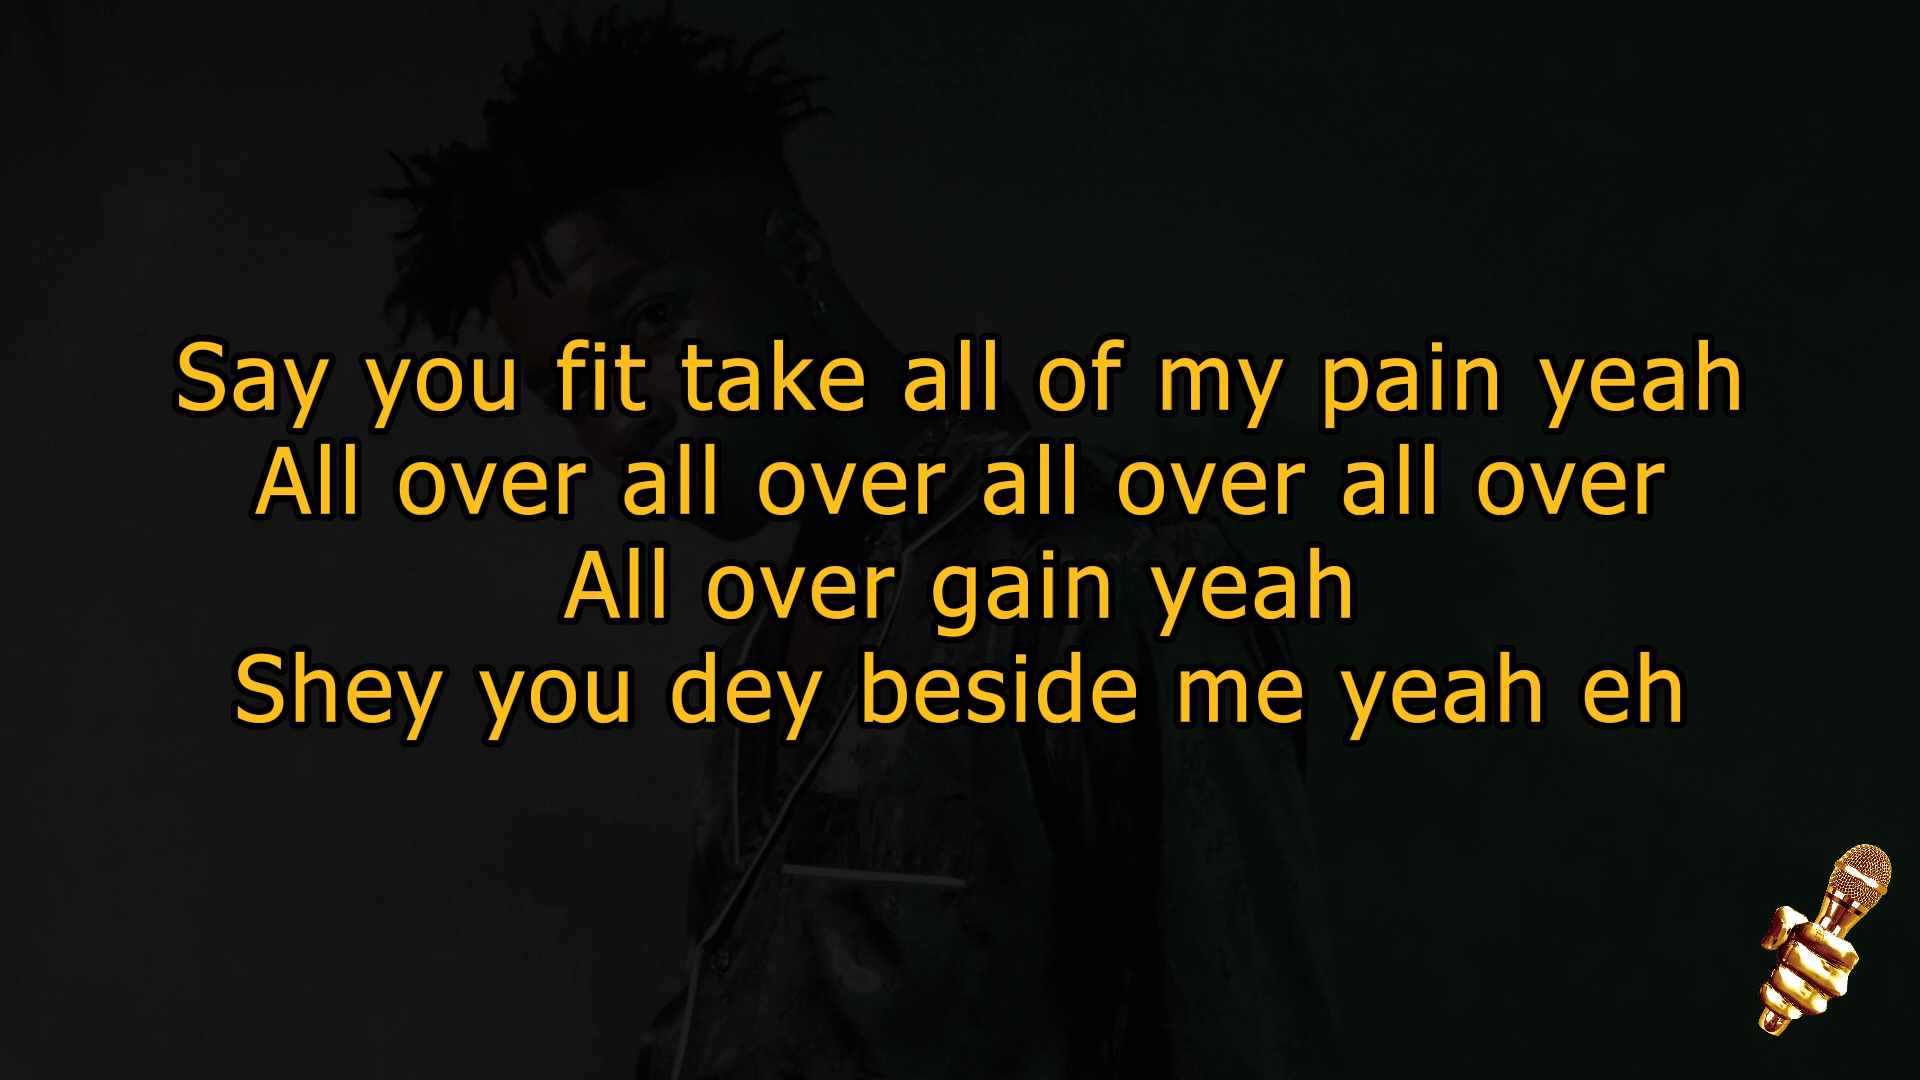 Say you fit take all of my pain yeah
All over all over all over all over
All over gain yeah
Shey you dey beside me yeah eh